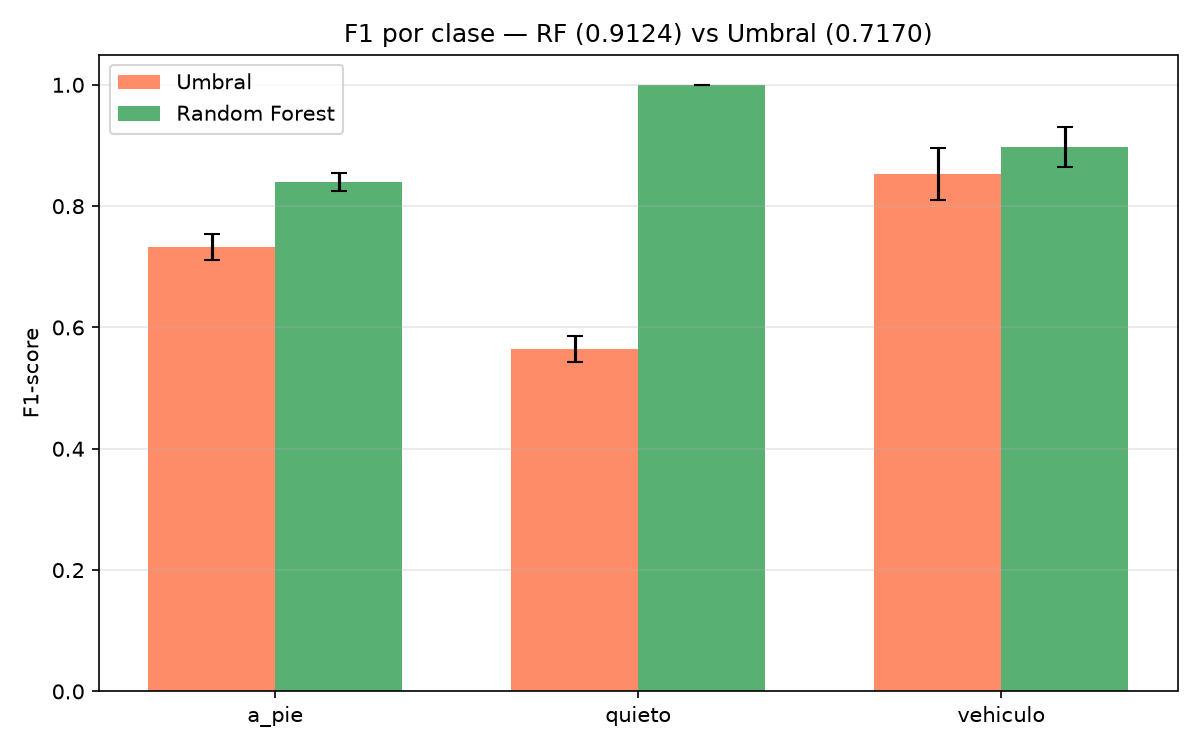 F1 por clase — RF (0.9124) vs Umbral (0.7170)
Umbral
Random Forest
F1-score
1.0
0.8
0.6
0.4
0.2
0.0
a_pie
quieto
vehiculo